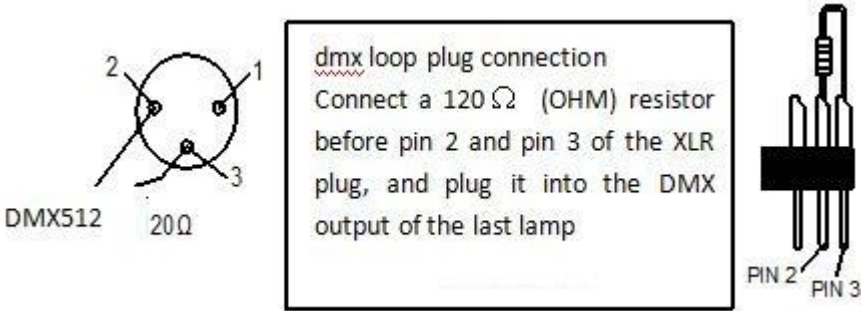 2
1
3
DMX512
20Ω
dmx loop plug connection
Connect a 120 Ω (OHM) resistor
before pin 2 and pin 3 of the XLR
plug, and plug it into the DMX
output of the last lamp
PIN 2
PIN 3